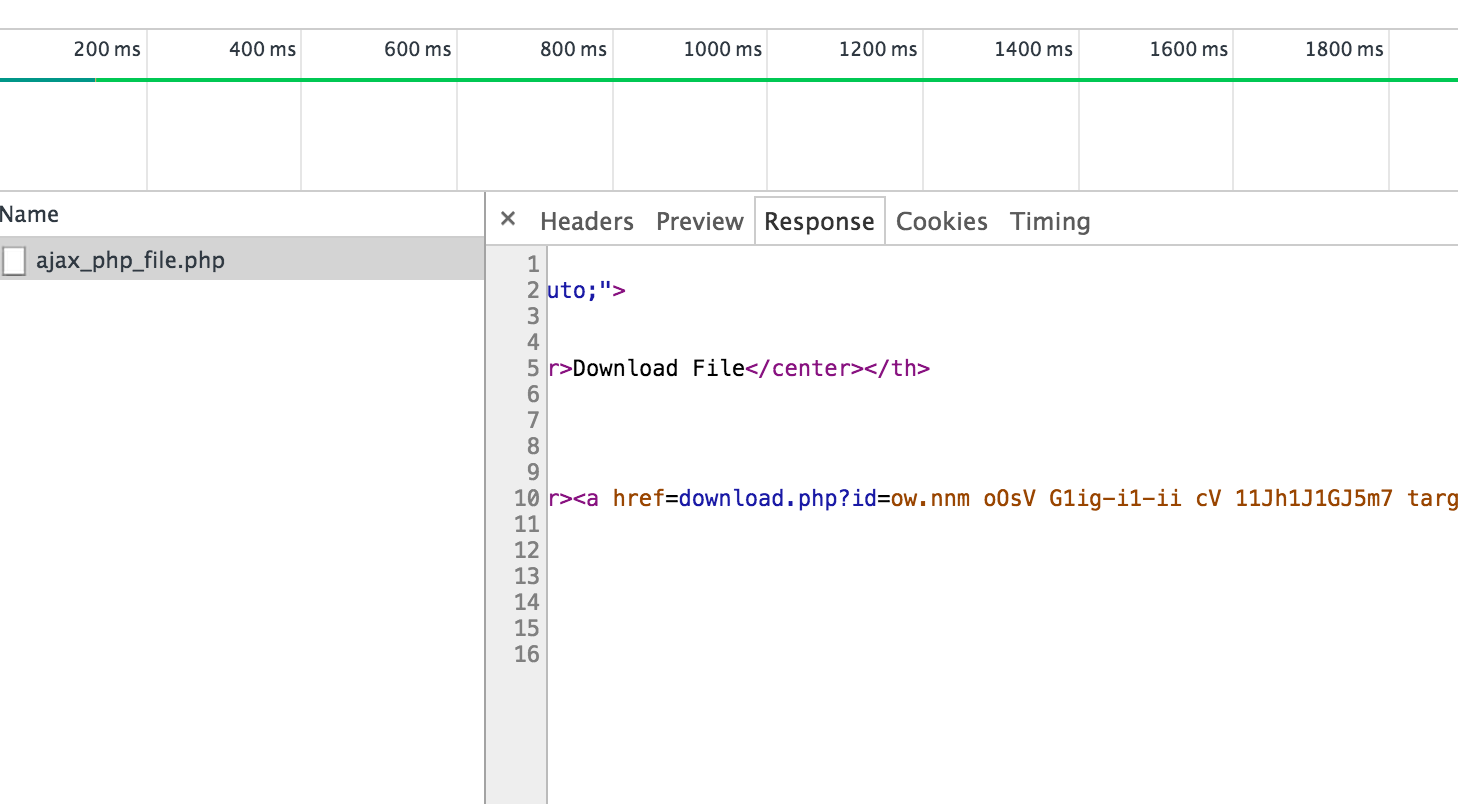 200 ms 400 ms 600 ms 800 ms 1000 ms 1200 ms 1400 ms 1600 ms 1800 ms
Name
ajax_php_file.php
× Headers Preview Response Cookies Timing
1
2 uto;">
3
4
5 r>Download File</center></th>
6
7
8
9
10 r><a href=download.php?id=ow.nnm oOsV G1ig-i1-ii cV 11Jh1J1GJ5m7 targ
11
12
13
14
15
16